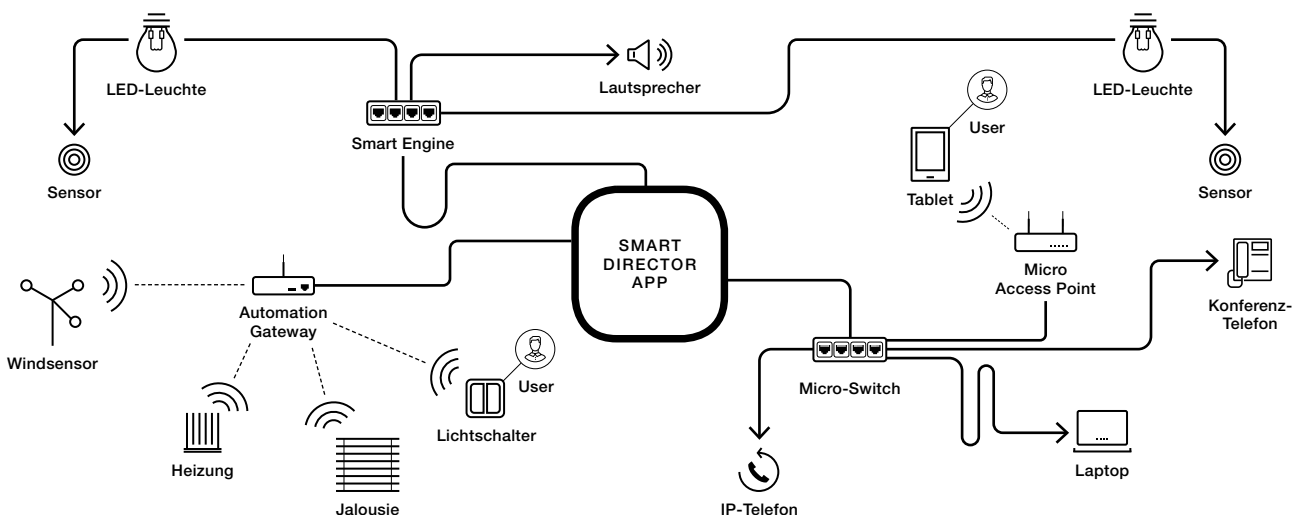 LED-Leuchte
Lautsprecher
LED-Leuchte
Smart Engine
User
Sensor
Tablet
Sensor
SMART
DIRECTOR
APP
Micro
Access Point
Automation
Gateway
Konferenz-
Telefon
Windsensor
User
Micro-Switch
Lichtschalter
Heizung
Laptop
Jalousie
IP-Telefon